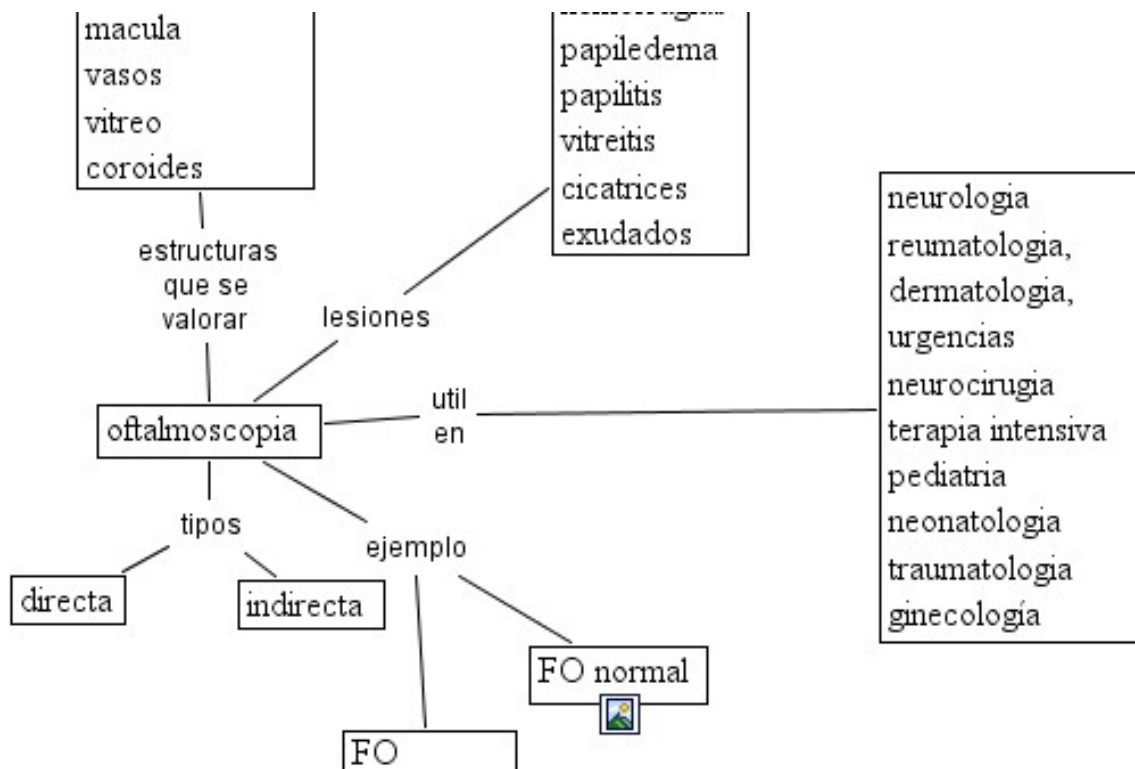 macula
vasos
vitreo
coroides
papiledema
papilitis
vitreitis
cicatrices
exudados
neurologia
reumatologia,
dermatologia,
urgencias
neurocirugia
terapia intensiva
pediatria
neonatologia
traumatologia
ginecología
estructuras
que se
valorar
lesiones
util
en
oftalmoscopia
tipos
ejemplo
directa
indirecta
FO normal
FO